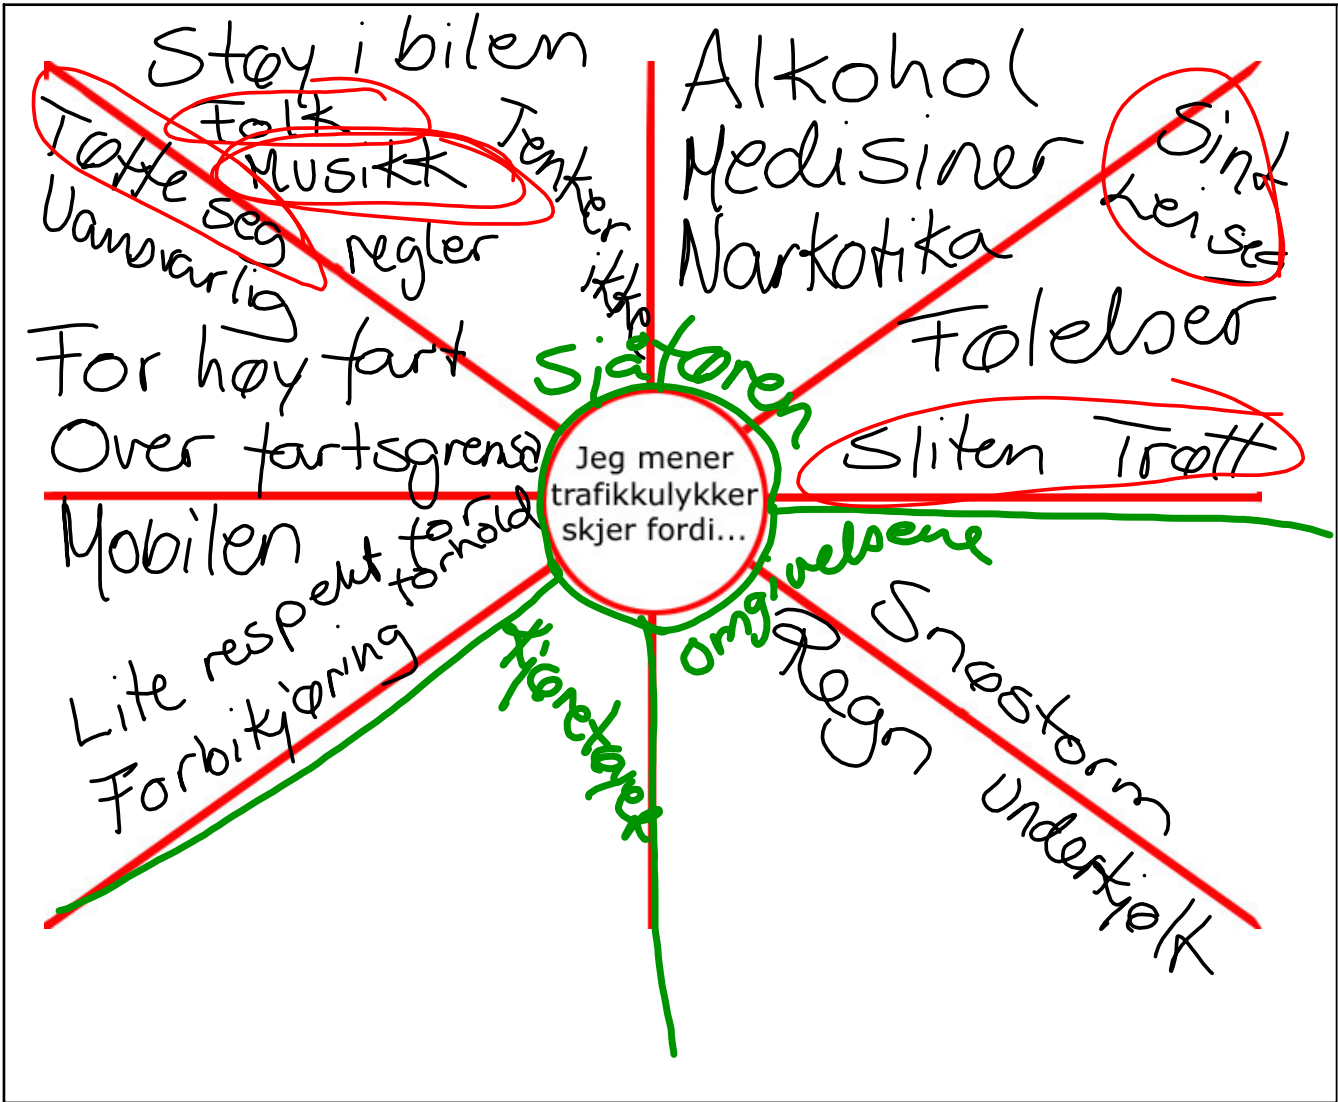 Støy i bilen
Folk
Musikk
Tøffe seg
Uansvarlig
regler
Tenker ikke
Alkohol
Medisiner
Narkotika
Sint
Lei seg
Følelser
Sliten Trøtt
For høy fart
Over fartsgrensa
Sjåføren
Jeg mener
trafikkulykker
skjer fordi...
Mobilen
Lite respekt for
forhold
Forbikjøring
Kjøretøyet
omgivelsene
Regn
Snøstorm
Underkjølt